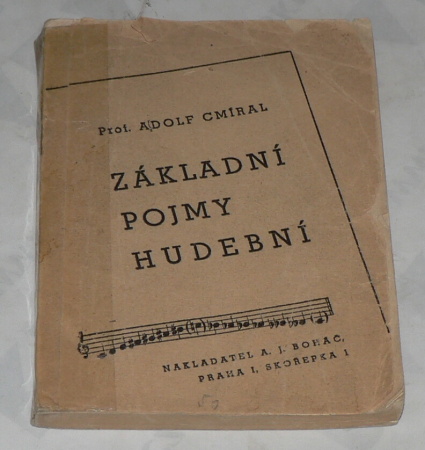 Prof. ADOLF CMÍRAL
ZÁKLADNÍ
POJMY
HUDEBNÍ
NAKLADATEL A. J. BOHÁČ,
PRAHA I, SKOŘEPKA 1